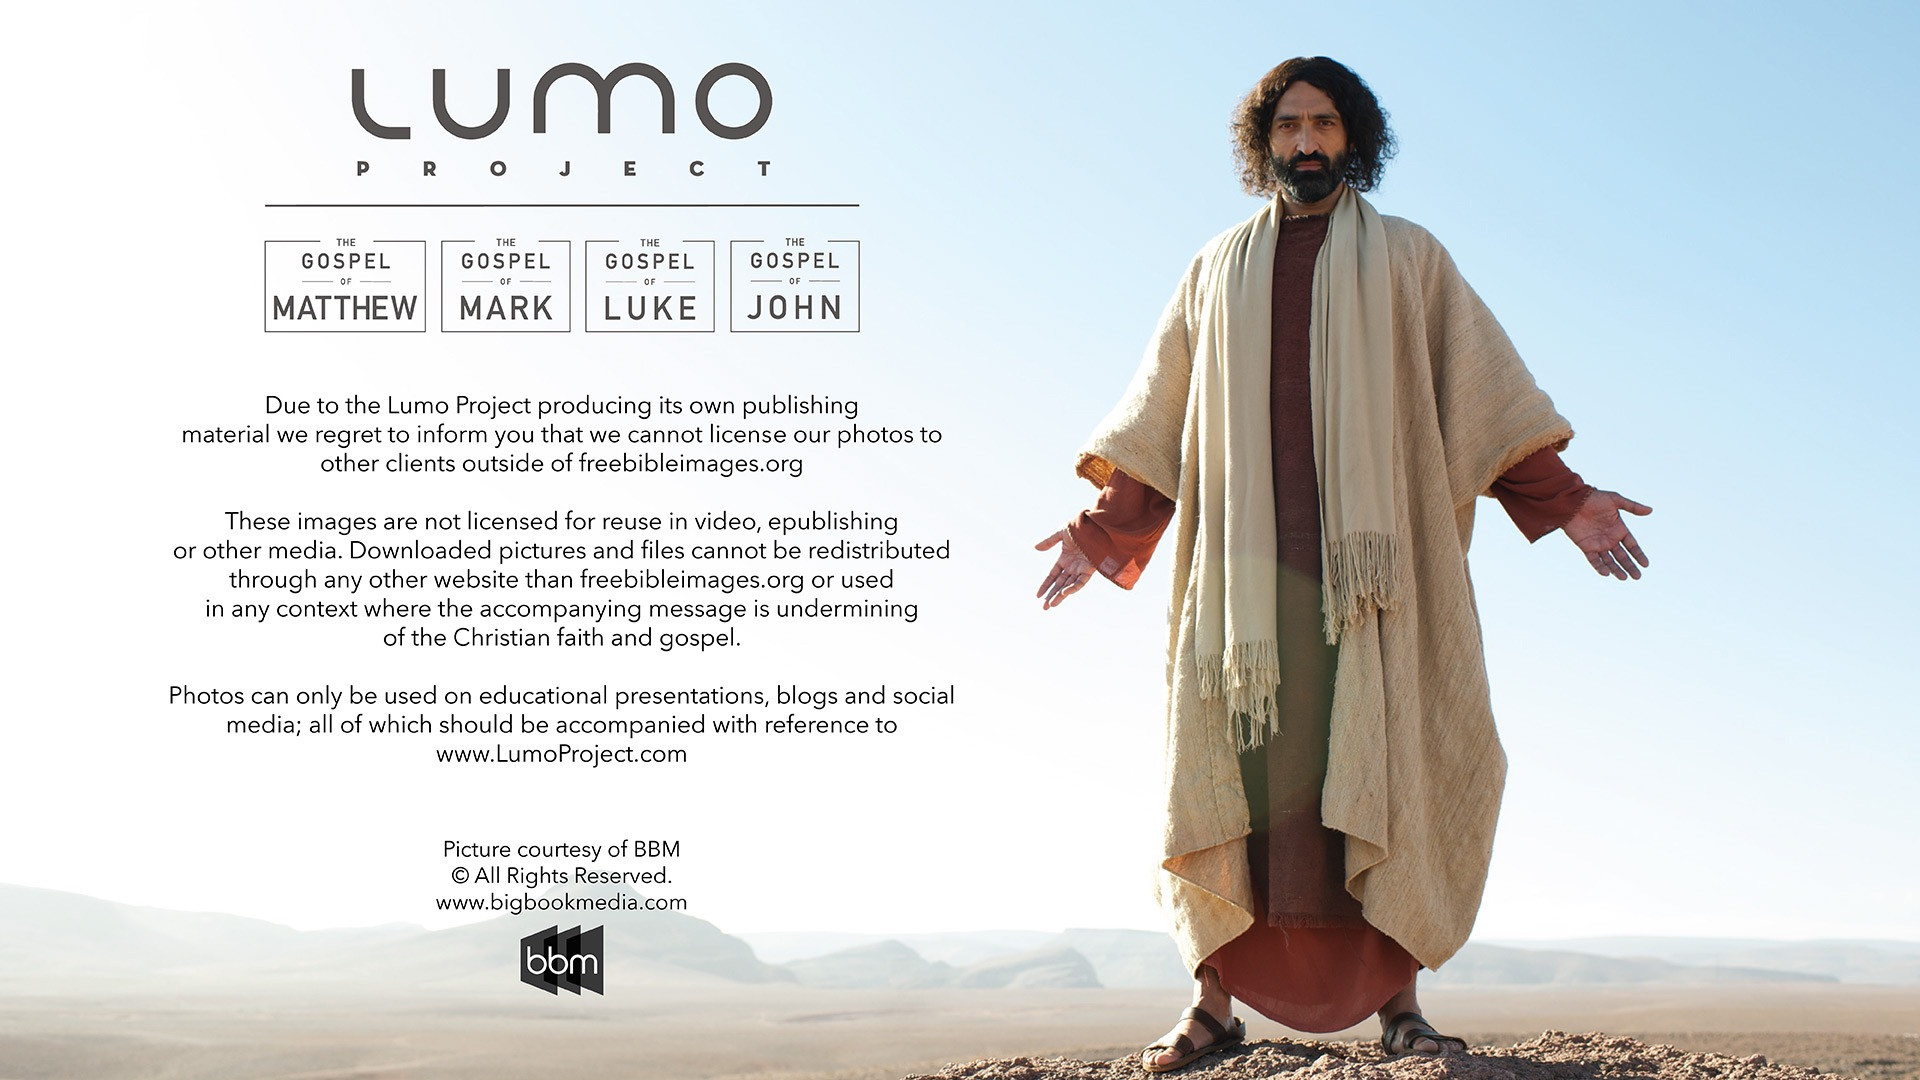 LUMO
PROJECT
THE
GOSPEL
OF
MATTHEW
THE
GOSPEL
OF
MARK
THE
GOSPEL
OF
LUKE
THE
GOSPEL
OF
JOHN
Due to the Lumo Project producing its own publishing
material we regret to inform you that we cannot license our photos to
other clients outside of freebibleimages.org
These images are not licensed for reuse in video, epublishing
or other media. Downloaded pictures and files cannot be redistributed
through any other website than freebibleimages.org or used
in any context where the accompanying message is undermining
of the Christian faith and gospel.
Photos can only be used on educational presentations, blogs and social
media; all of which should be accompanied with reference to
www.LumoProject.com
Picture courtesy of BBM
© All Rights Reserved.
www.bigbookmedia.com
bbm